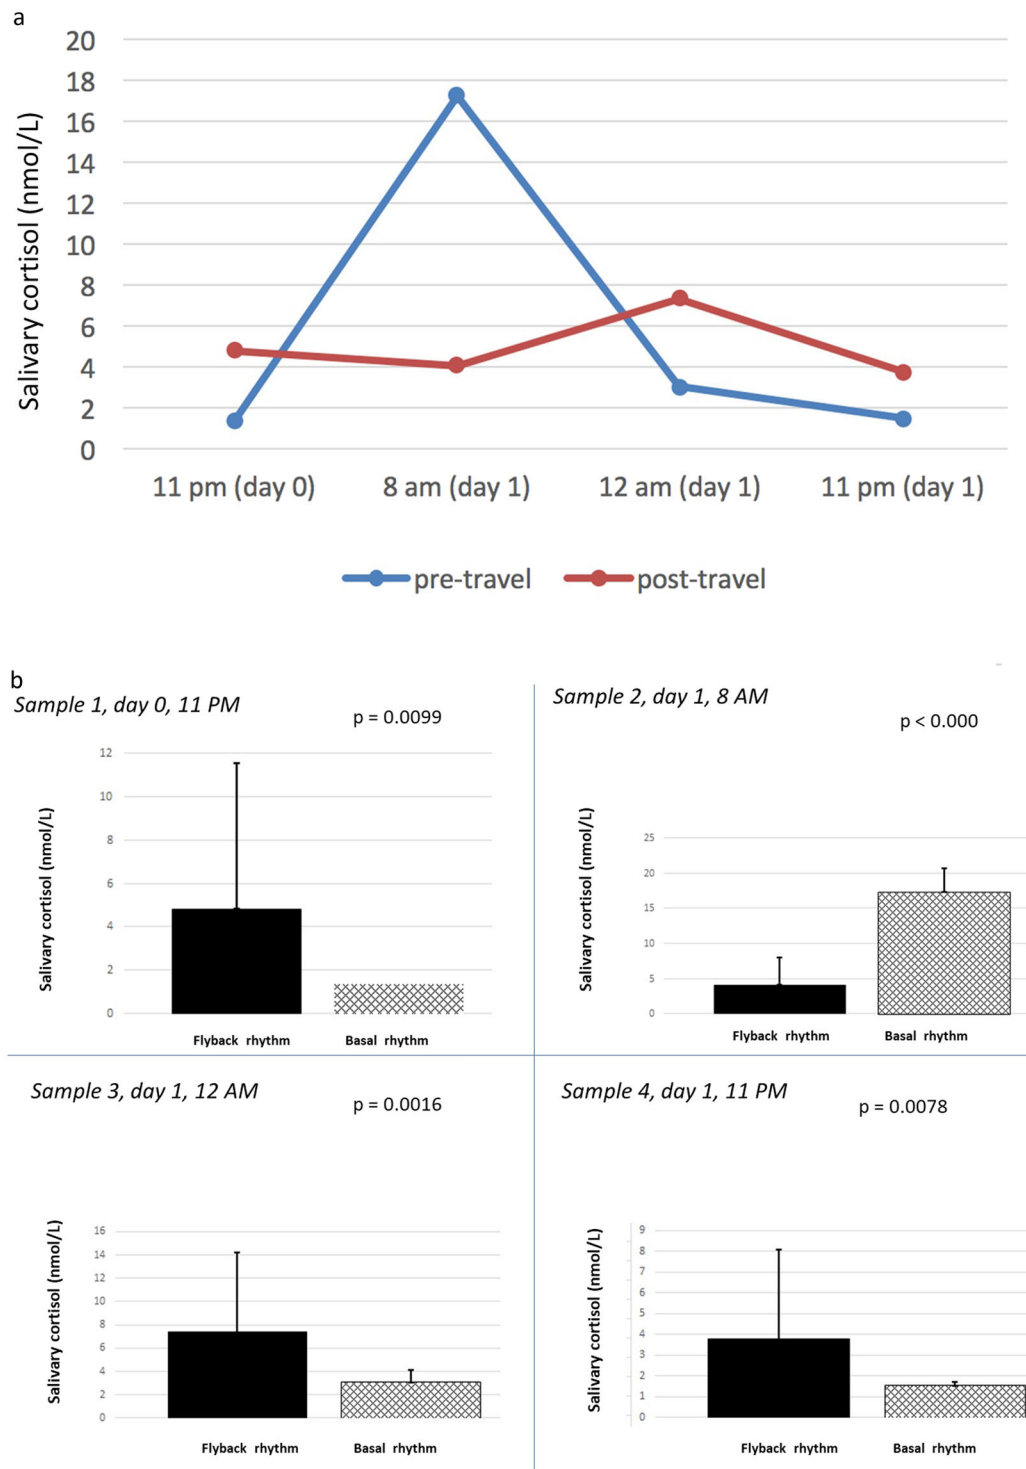 a
Salivary cortisol (nmol/L)
20
18
16
14
12
10
8
6
4
2
0
11 pm (day 0) 8 am (day 1) 12 am (day 1) 11 pm (day 1)
pre-travel post-travel
b
Sample 1, day 0, 11 PM
p = 0.0099
Salivary cortisol (nmol/L)
12
10
8
6
4
2
0
Flyback rhythm Basal rhythm
Sample 2, day 1, 8 AM
p < 0.000
Salivary cortisol (nmol/L)
25
20
15
10
5
0
Flyback rhythm Basal rhythm
Sample 3, day 1, 12 AM
p = 0.0016
Salivary cortisol (nmol/L)
16
14
12
10
8
6
4
2
0
Flyback rhythm Basal rhythm
Sample 4, day 1, 11 PM
p = 0.0078
Salivary cortisol (nmol/L)
9
8
7
6
5
4
3
2
1
0
Flyback rhythm Basal rhythm